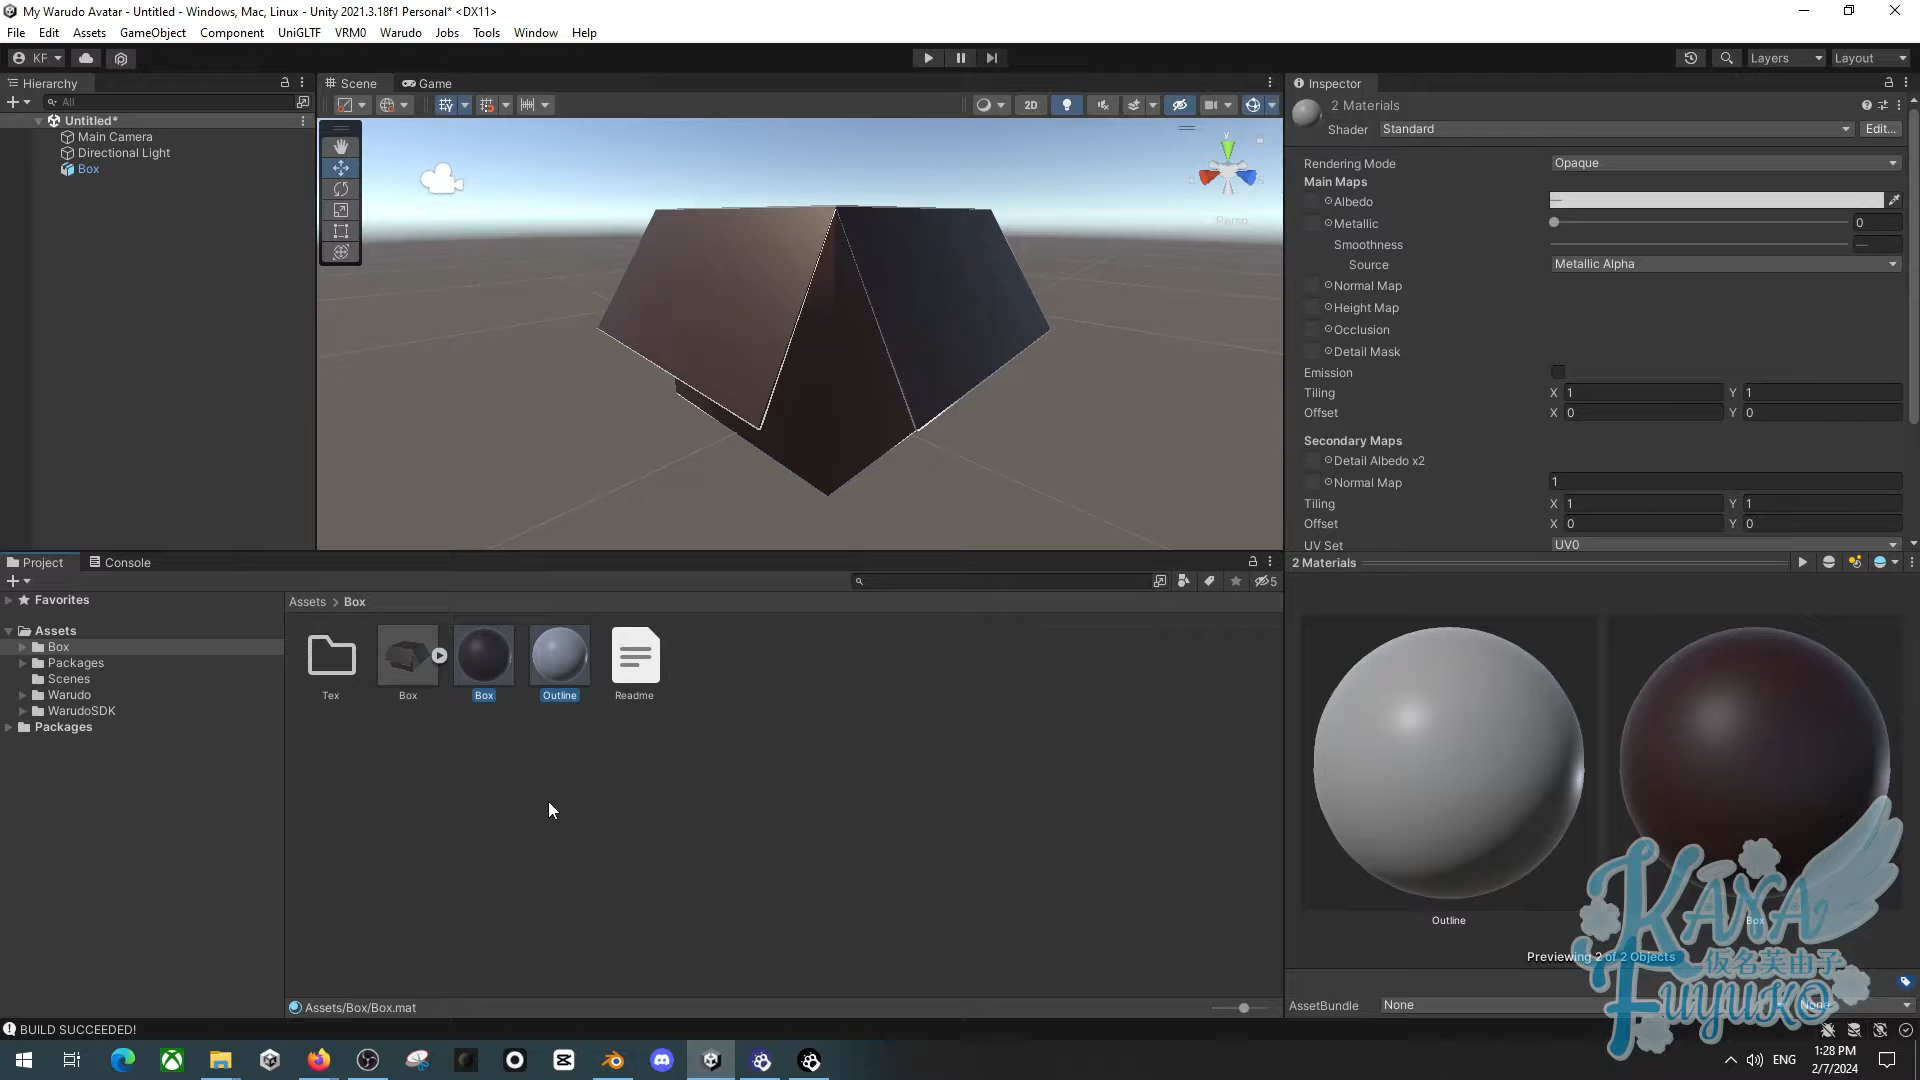 My Warudo Avatar - Untitled - Windows, Mac, Linux - Unity 2021.3.18f1 Personal* <DX11>
File Edit Assets GameObject Component UniGLTF VRM0 Warudo Jobs Tools Window Help
KF Layers Layout
Hierarchy
All
Untitled*
Main Camera
Directional Light
Box
Scene Game
2D
Y
Persp
Inspector
2 Materials
Shader Standard Edit...
Rendering Mode Opaque
Main Maps
Albedo —
Metallic 0
Smoothness —
Source Metallic Alpha
Normal Map
Height Map
Occlusion
Detail Mask
Emission
Tiling X 1 Y 1
Offset X 0 Y 0
Secondary Maps
Detail Albedo x2
Normal Map 1
Tiling X 1 Y 1
Offset X 0 Y 0
UV Set UV0
Project Console
5
Favorites
Assets
Box
Packages
Scenes
Warudo
WarudoSDK
Packages
Assets > Box
Tex Box Box Outline Readme
Assets/Box/Box.mat
2 Materials
Outline Box
Previewing 2 of 2 Objects
AssetBundle None None
KANA
仮名芙由子
FUYUKO
BUILD SUCCEEDED!
ENG
1:28 PM
2/7/2024